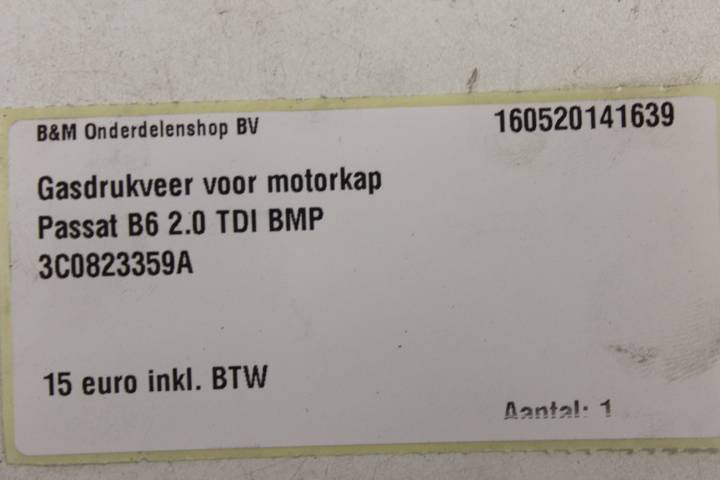 B&M Onderdelenshop BV
160520141639
Gasdrukveer voor motorkap
Passat B6 2.0 TDI BMP
3C0823359A
15 euro inkl. BTW
Aantal: 1